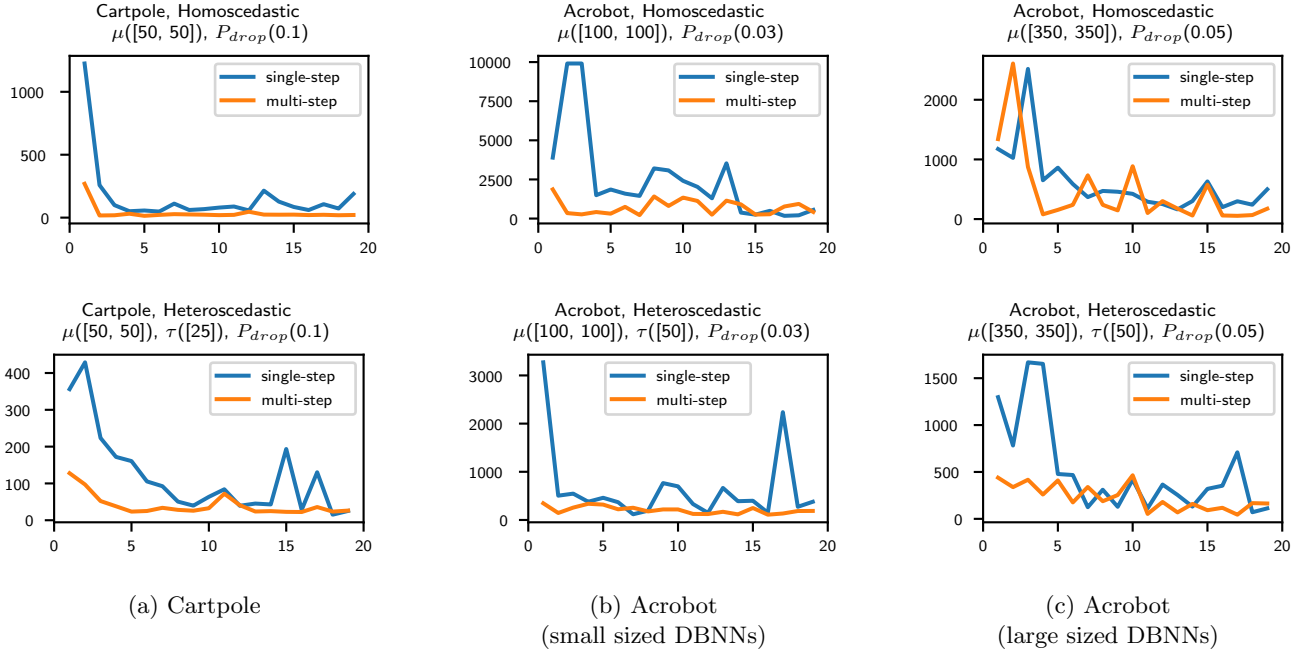 Cartpole, Homoscedastic
μ([50, 50]), P_drop(0.1)
1000
500
0
0 5 10 15 20
single-step
multi-step
Acrobot, Homoscedastic
μ([100, 100]), P_drop(0.03)
10000
7500
5000
2500
0
0 5 10 15 20
single-step
multi-step
Acrobot, Homoscedastic
μ([350, 350]), P_drop(0.05)
2000
1000
0
0 5 10 15 20
single-step
multi-step
Cartpole, Heteroscedastic
μ([50, 50]), τ([25]), P_drop(0.1)
400
300
200
100
0
0 5 10 15 20
single-step
multi-step
Acrobot, Heteroscedastic
μ([100, 100]), τ([50]), P_drop(0.03)
3000
2000
1000
0
0 5 10 15 20
single-step
multi-step
Acrobot, Heteroscedastic
μ([350, 350]), τ([50]), P_drop(0.05)
1500
1000
500
0
0 5 10 15 20
single-step
multi-step
(a) Cartpole
(b) Acrobot
(small sized DBNNs)
(c) Acrobot
(large sized DBNNs)